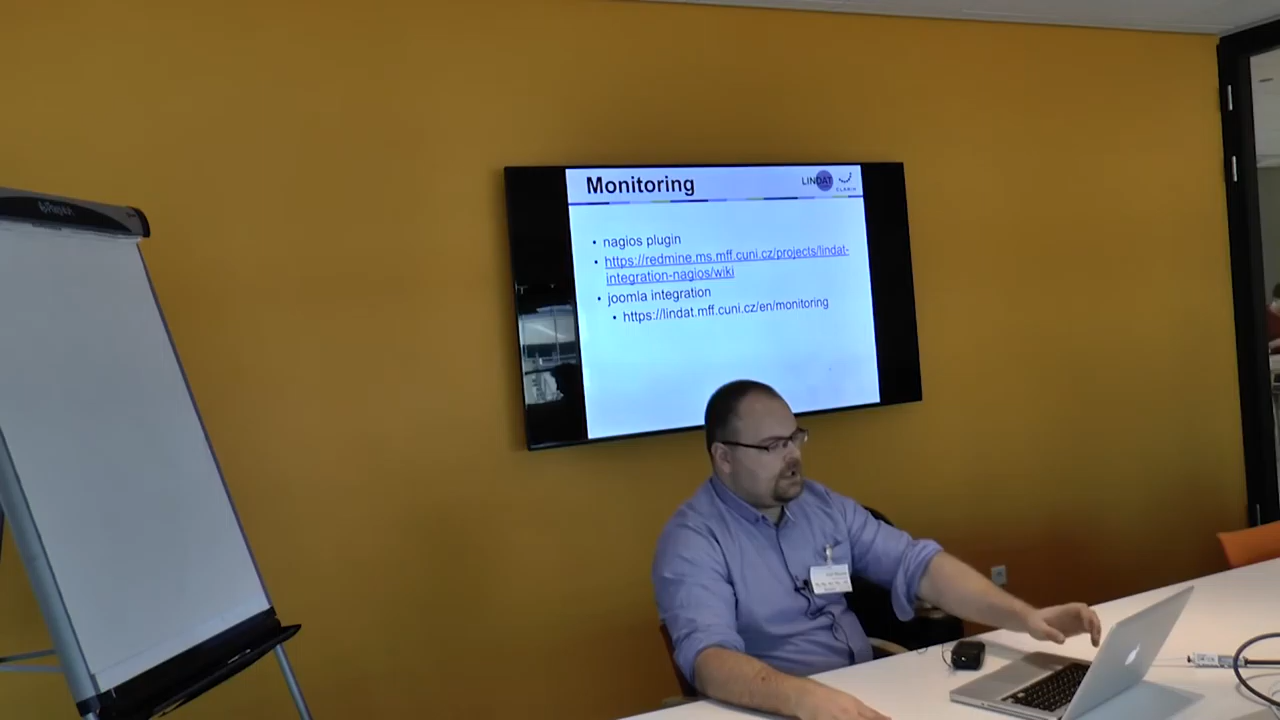 Monitoring
LINDAT
CLARIN
nagios plugin
https://redmine.ms.mff.cuni.cz/projects/lindat-
integration-nagios/wiki
joomla integration
https://lindat.mff.cuni.cz/en/monitoring